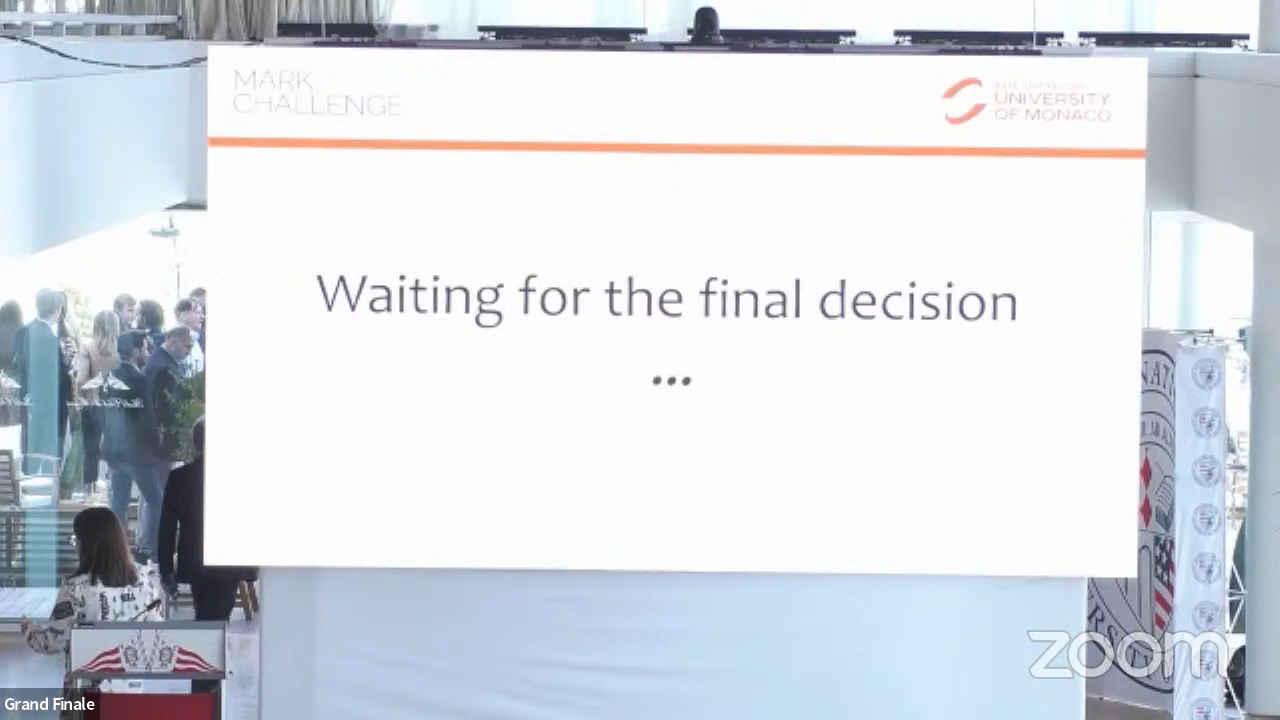 MARK
CHALLENGE
UNIVERSITY
OF MONACO
Waiting for the final decision
...
zoom
Grand Finale